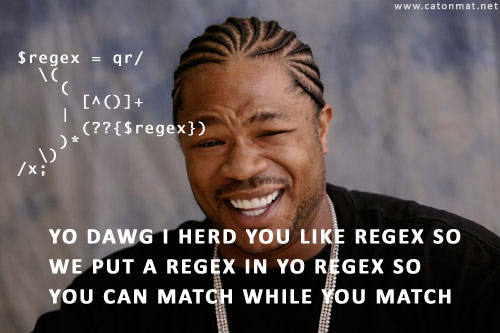 www.catonmat.net
$regex = qr/
\(
(
[^()]+
|
(??{$regex})
)*
\)
/x;
YO DAWG I HERD YOU LIKE REGEX SO
WE PUT A REGEX IN YO REGEX SO
YOU CAN MATCH WHILE YOU MATCH